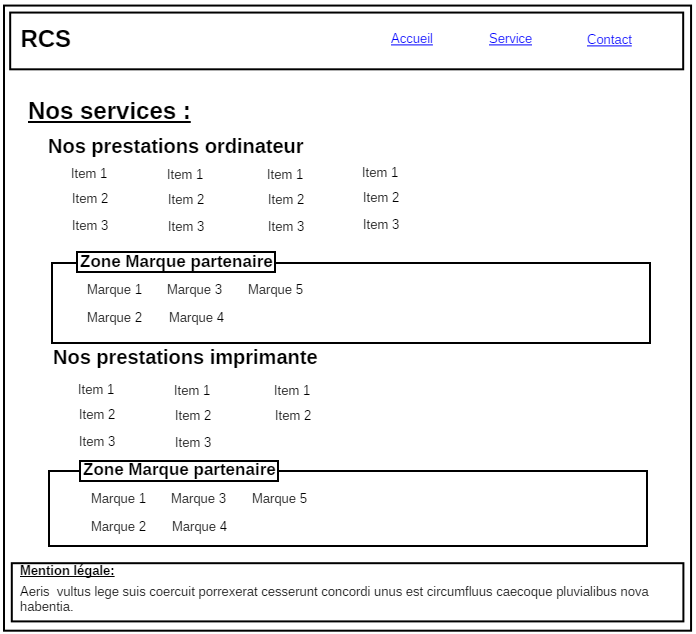 RCS
Accueil Service Contact
Nos services :
Nos prestations ordinateur
Item 1 Item 1 Item 1 Item 1
Item 2 Item 2 Item 2 Item 2
Item 3 Item 3 Item 3 Item 3
Zone Marque partenaire
Marque 1 Marque 3 Marque 5
Marque 2 Marque 4
Nos prestations imprimante
Item 1 Item 1 Item 1
Item 2 Item 2 Item 2
Item 3 Item 3
Zone Marque partenaire
Marque 1 Marque 3 Marque 5
Marque 2 Marque 4
Mention légale:
Aeris vultus lege suis coercuit porrexerat cesserunt concordi unus est circumfluus caecoque pluvialibus nova
habentia.